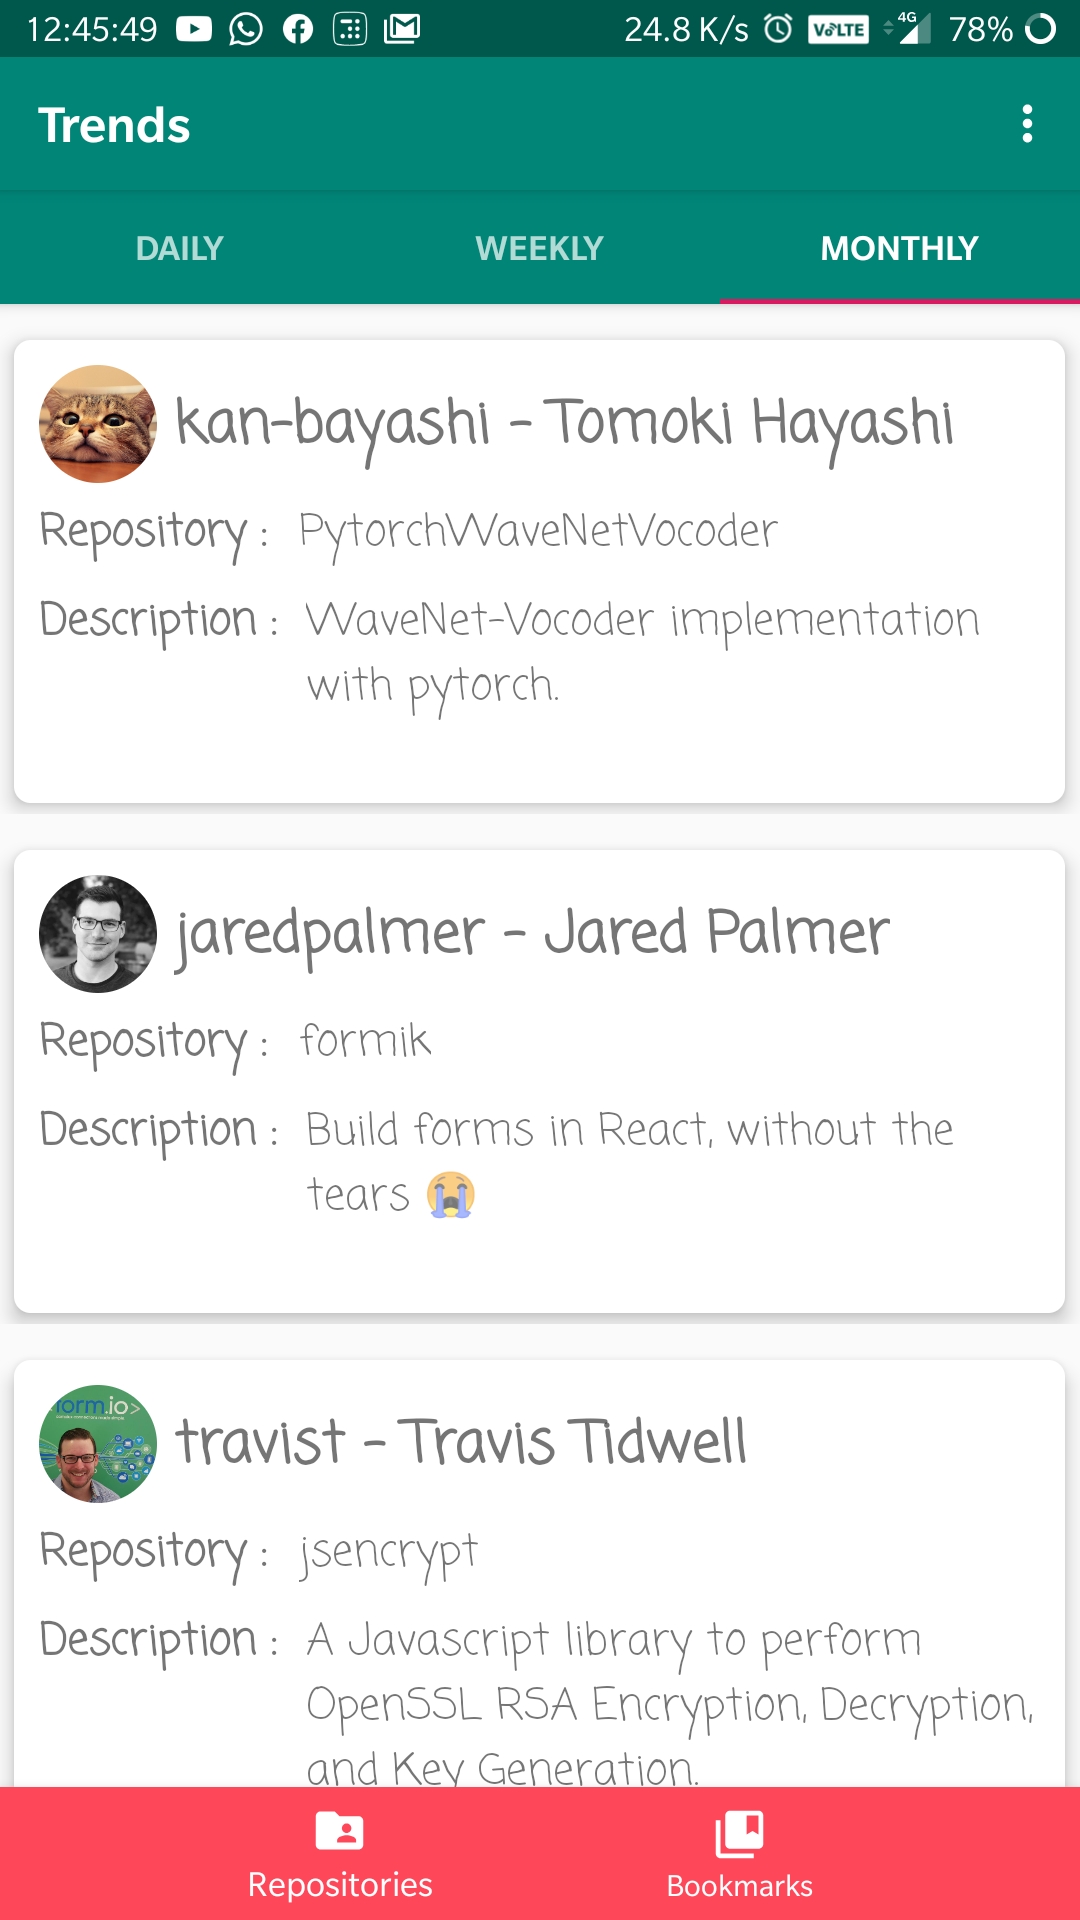 12:45:49 24.8 K/s VoLTE 4G 78%
Trends
DAILY WEEKLY MONTHLY
kan-bayashi - Tomoki Hayashi
Repository : PytorchWaveNetVocoder
Description : WaveNet-Vocoder implementation
with pytorch.
jaredpalmer - Jared Palmer
Repository : formik
Description : Build forms in React, without the
tears 😭
form.io>
travist - Travis Tidwell
Repository : jsencrypt
Description : A Javascript library to perform
OpenSSL RSA Encryption, Decryption,
and Key Generation.
Repositories Bookmarks